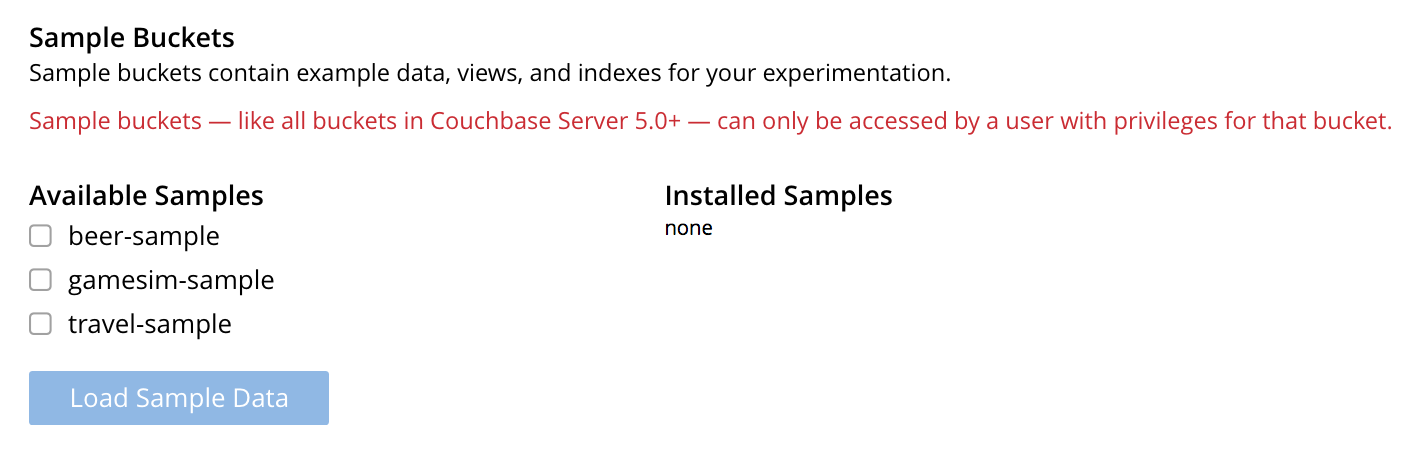 Sample Buckets
Sample buckets contain example data, views, and indexes for your experimentation.
Sample buckets — like all buckets in Couchbase Server 5.0+ — can only be accessed by a user with privileges for that bucket.
Available Samples
beer-sample
gamesim-sample
travel-sample
Load Sample Data
Installed Samples
none